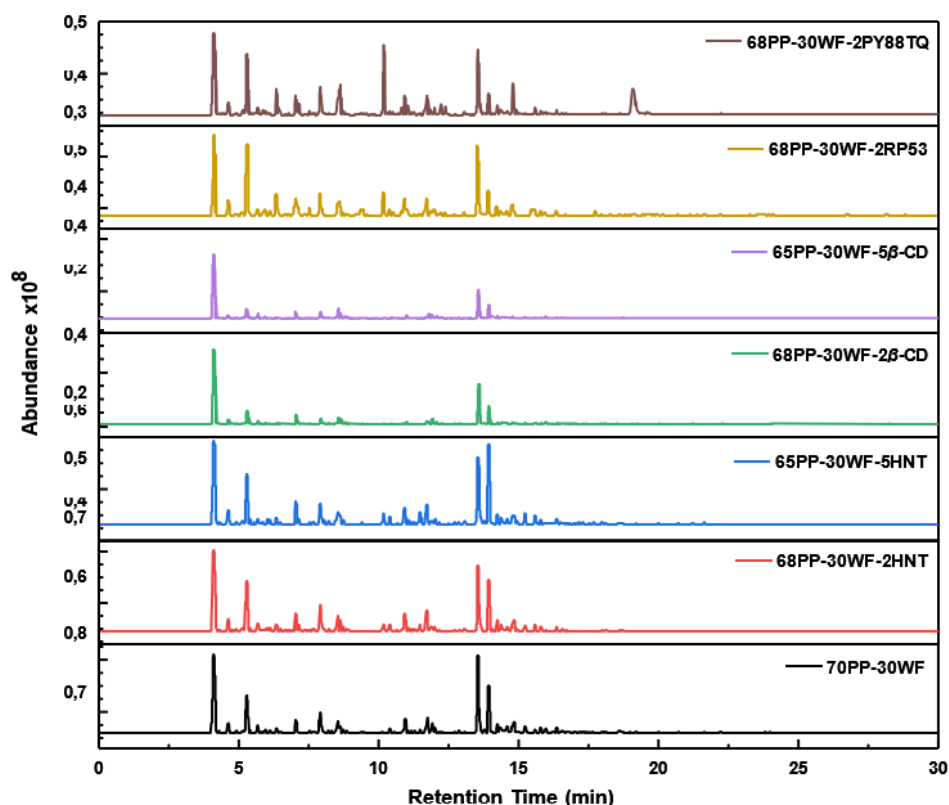 0,5
68PP-30WF-2PY88TQ
0,4
0,3
0,5
68PP-30WF-2RP53
0,4
0,4
65PP-30WF-5β-CD
0,2
0,4
68PP-30WF-2β-CD
0,2
0,6
65PP-30WF-5HNT
0,5
0,4
0,7
68PP-30WF-2HNT
0,6
0,8
70PP-30WF
0,7
Abundance x10⁸
0 5 10 15 20 25 30
Retention Time (min)